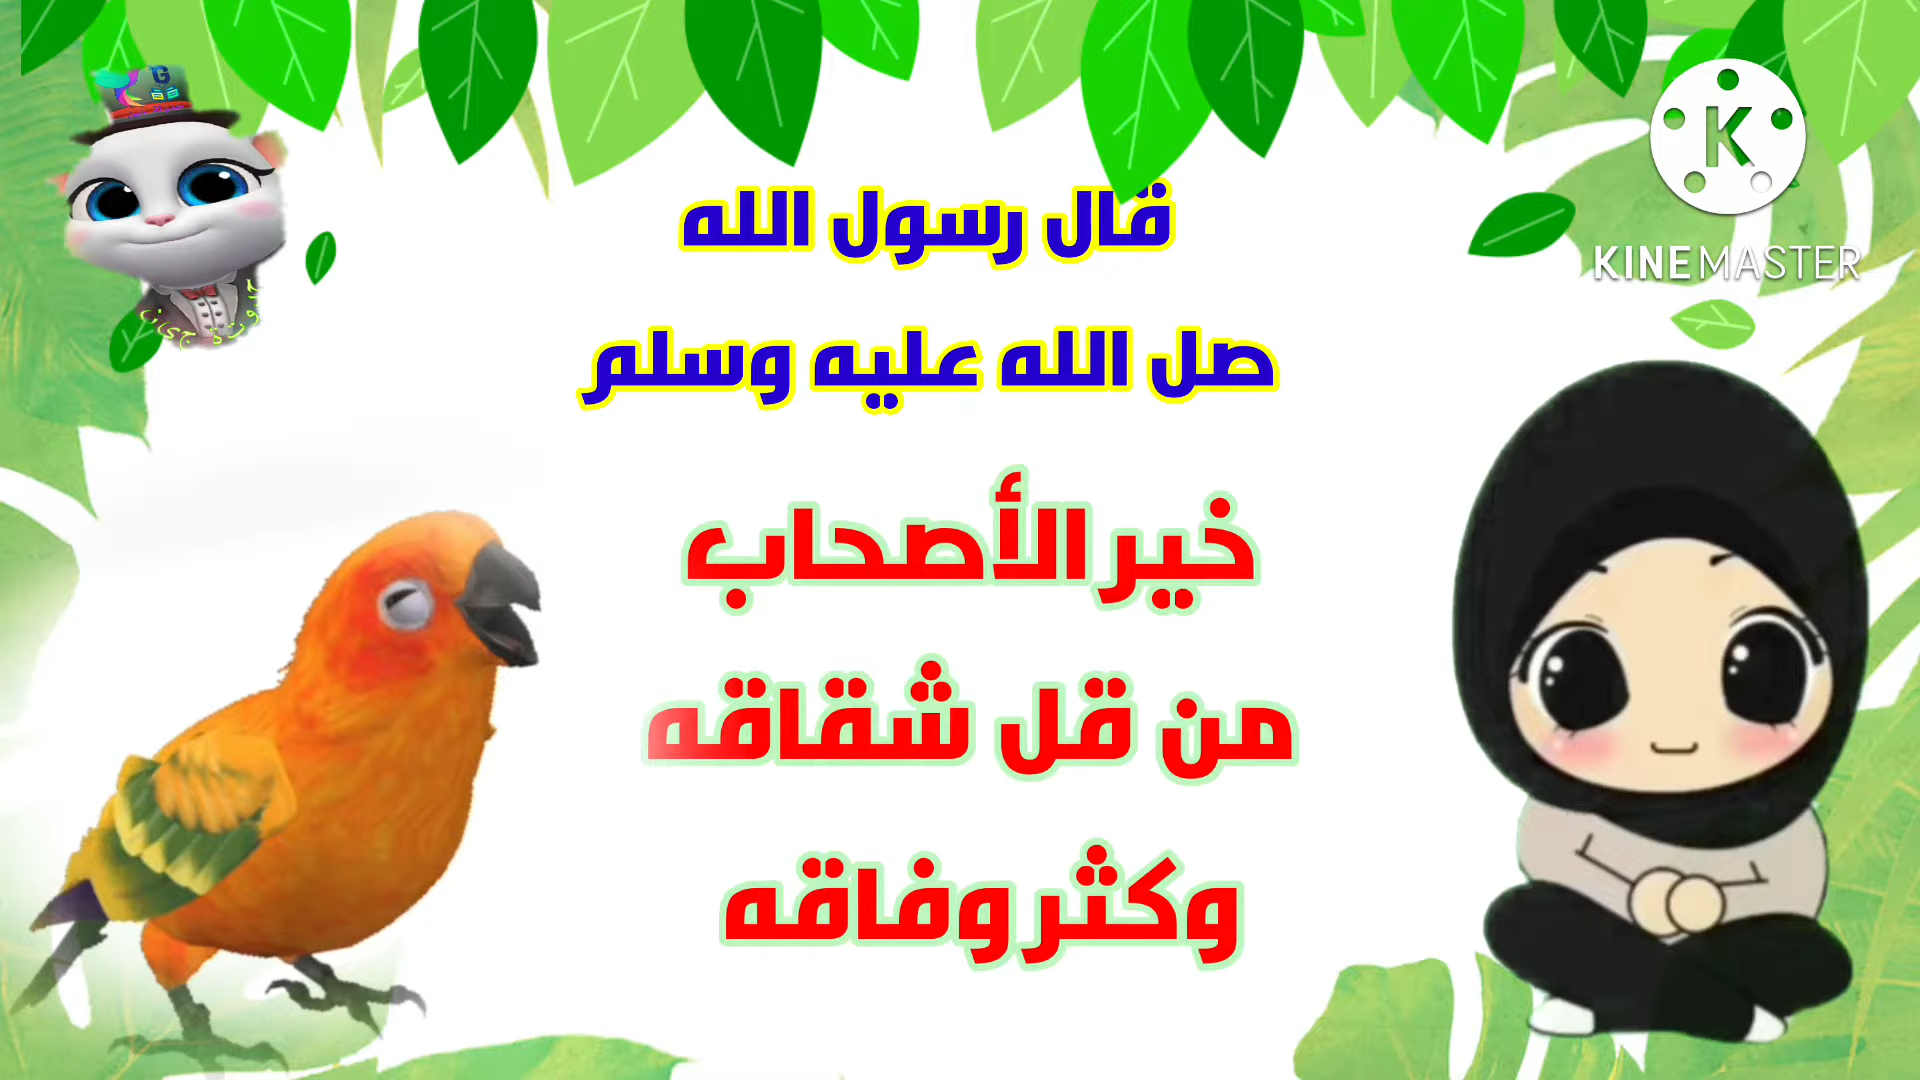 قال رسول الله
صل الله عليه وسلم
خير الأصحاب
من قل شقاقه
وكثر وفاقه
K
KINEMASTER
G